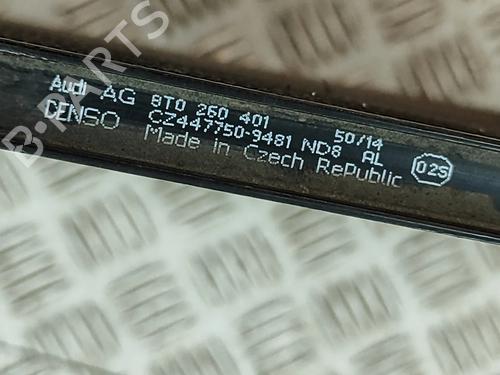 Audi AG 8T0 260 401 50/14
DENSO CZ447750-9481 ND8 AL
Made in Czech RePublic 02S
B-PARTS